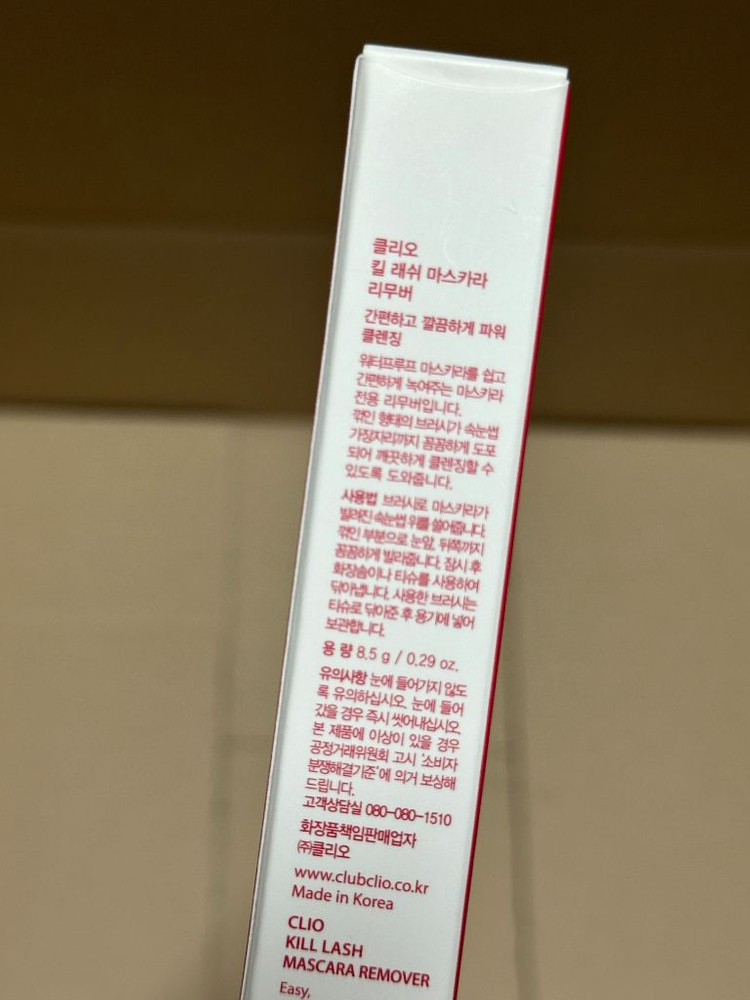 클리오
킬 래쉬 마스카라
리무버
간편하고 깔끔하게 파워
클렌징
워터프루프 마스카라를 쉽고
간편하게 녹여주는 마스카라
전용 리무버입니다.
꺾인 형태의 브러시가 속눈썹
가장자리까지 꼼꼼하게 도포
되어 깨끗하게 클렌징할 수
있도록 도와줍니다.
사용법 브러시로 마스카라가
발려진 속눈썹 위를 쓸어줍니다.
꺾인 부분으로 눈앞, 뒤쪽까지
꼼꼼하게 발라줍니다. 잠시 후
화장솜이나 티슈를 사용하여
닦아냅니다. 사용한 브러시는
티슈로 닦아준 후 용기에 넣어
보관합니다.
용 량 8.5 g / 0.29 oz.
유의사항 눈에 들어가지 않도
록 유의하십시오. 눈에 들어
갔을 경우 즉시 씻어내십시오.
본 제품에 이상이 있을 경우
공정거래위원회 고시 '소비자
분쟁해결기준'에 의거 보상해
드립니다.
고객상담실 080-080-1510
화장품책임판매업자
㈜클리오
www.clubclio.co.kr
Made in Korea
CLIO
KILL LASH
MASCARA REMOVER
Easy,